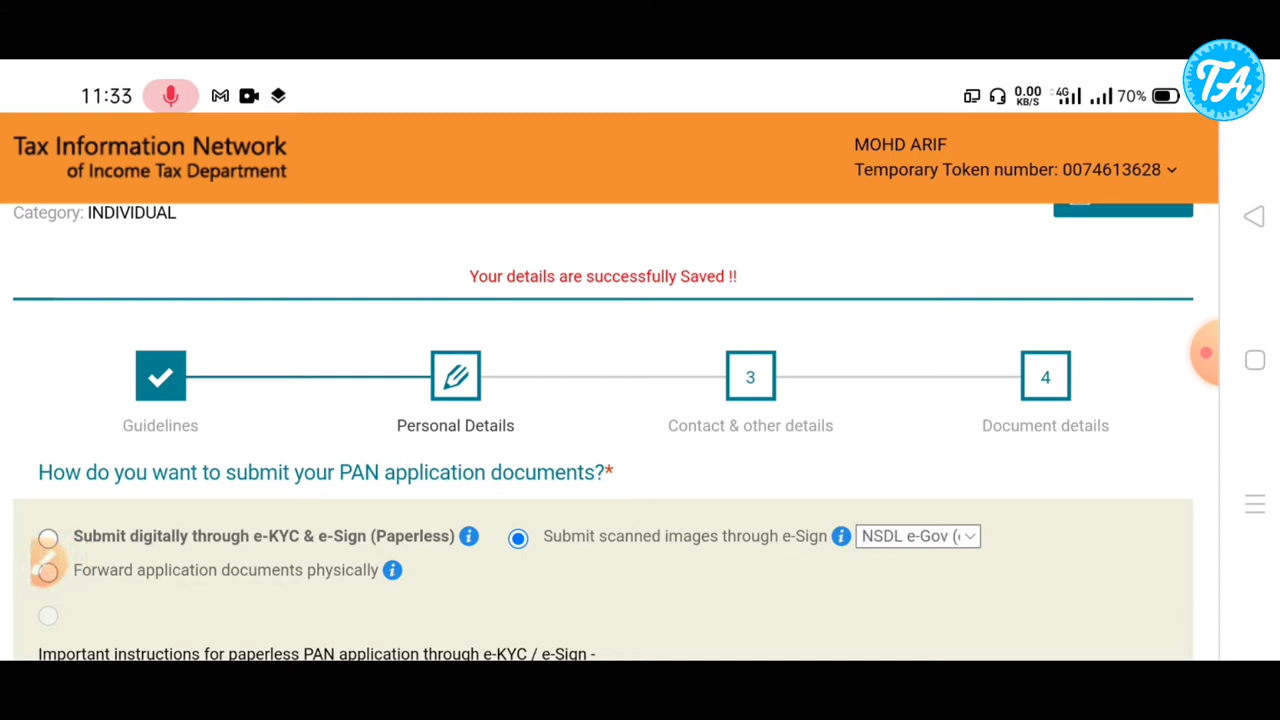 TA
11:33
0.00
KB/S
4G
70%
Tax Information Network
of Income Tax Department
MOHD ARIF
Temporary Token number: 0074613628
Category: INDIVIDUAL
Your details are successfully Saved !!
3
4
Guidelines
Personal Details
Contact & other details
Document details
How do you want to submit your PAN application documents?*
Submit digitally through e-KYC & e-Sign (Paperless) i
Submit scanned images through e-Sign i NSDL e-Gov (
Forward application documents physically i
Important instructions for paperless PAN application through e-KYC / e-Sign -